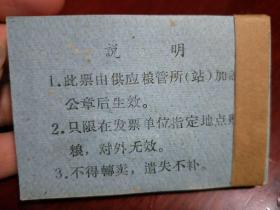 说 明
1.此票由供应粮管所(站)加
公章后生效。
2.只限在发票单位指定地点
粮，对外无效。
3.不得轉卖，遗失不补。